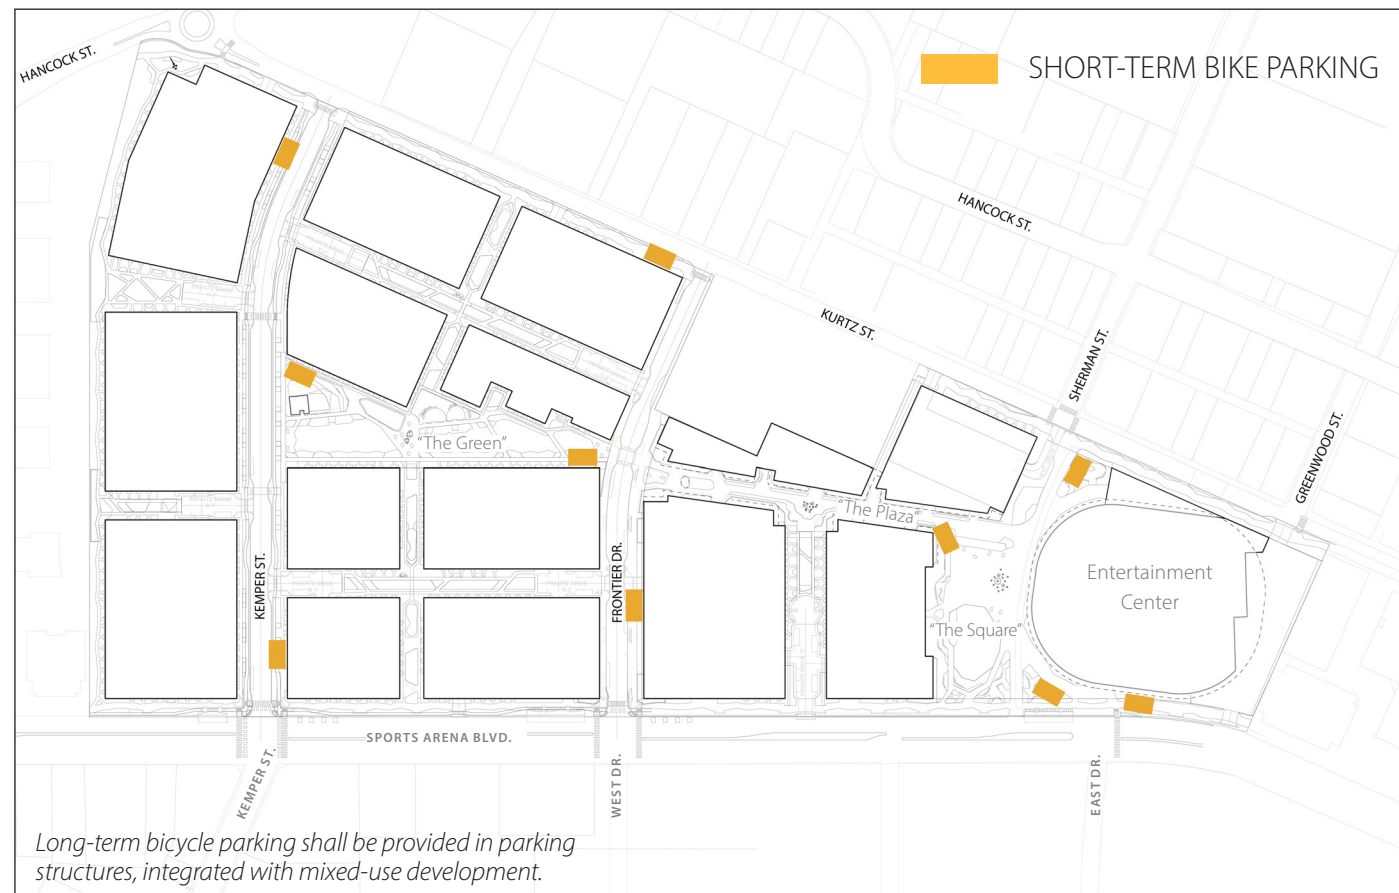 HANCOCK ST.
SHORT-TERM BIKE PARKING
HANCOCK ST.
KURTZ ST.
SHERMAN ST.
GREENWOOD ST.
"The Green"
"The Plaza"
KEMPER ST.
FRONTIER DR.
Entertainment
Center
"The Square"
PRIVATE DRIVE
SPORTS ARENA BLVD.
KEMPER ST.
WEST DR.
EAST DR.
Long-term bicycle parking shall be provided in parking
structures, integrated with mixed-use development.